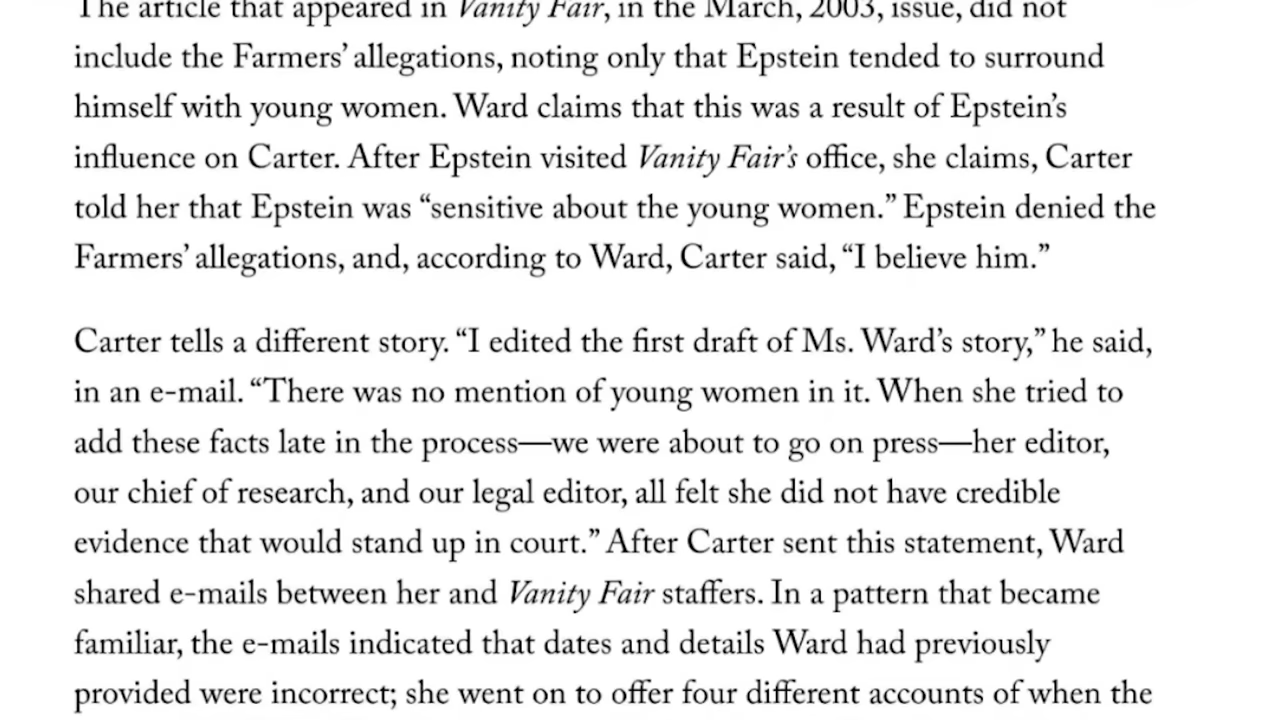 The article that appeared in Vanity Fair, in the March, 2003, issue, did not
include the Farmers’ allegations, noting only that Epstein tended to surround
himself with young women. Ward claims that this was a result of Epstein’s
influence on Carter. After Epstein visited Vanity Fair’s office, she claims, Carter
told her that Epstein was “sensitive about the young women.” Epstein denied the
Farmers’ allegations, and, according to Ward, Carter said, “I believe him.”
Carter tells a different story. “I edited the first draft of Ms. Ward’s story,” he said,
in an e-mail. “There was no mention of young women in it. When she tried to
add these facts late in the process—we were about to go on press—her editor,
our chief of research, and our legal editor, all felt she did not have credible
evidence that would stand up in court.” After Carter sent this statement, Ward
shared e-mails between her and Vanity Fair staffers. In a pattern that became
familiar, the e-mails indicated that dates and details Ward had previously
provided were incorrect; she went on to offer four different accounts of when the